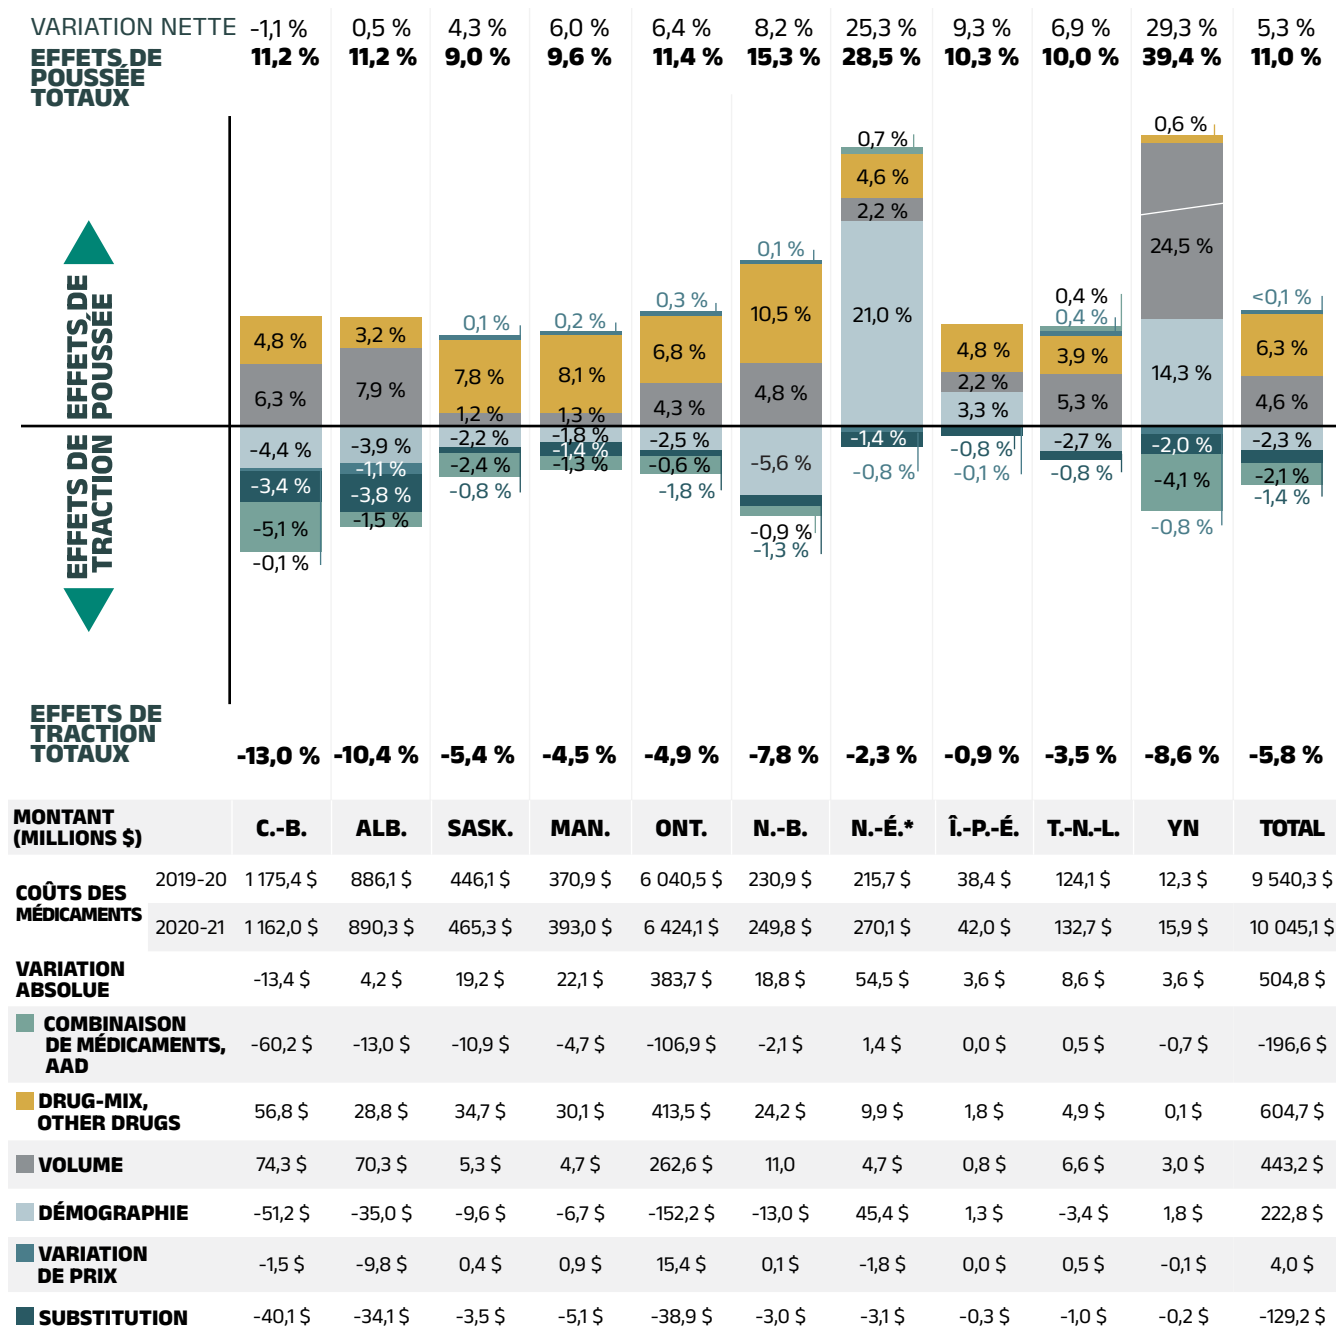 VARIATION NETTE -1,1 % 0,5 % 4,3 % 6,0 % 6,4 % 8,2 % 25,3 % 9,3 % 6,9 % 29,3 % 5,3 %
EFFETS DE
POUSSÉE
TOTAUX
11,2 % 11,2 % 9,0 % 9,6 % 11,4 % 15,3 % 28,5 % 10,3 % 10,0 % 39,4 % 11,0 %
EFFETS DE
POUSSÉE
EFFETS DE
TRACTION
4,8 %
6,3 %
-4,4 %
-3,4 %
-5,1 %
-0,1 %
3,2 %
7,9 %
-3,9 %
-1,1 %
-3,8 %
-1,5 %
0,1 %
7,8 %
1,2 %
-2,2 %
-2,4 %
-0,8 %
0,2 %
8,1 %
1,3 %
-1,8 %
-1,4 %
-1,3 %
0,3 %
6,8 %
4,3 %
-2,5 %
-0,6 %
-1,8 %
0,1 %
10,5 %
4,8 %
-5,6 %
-0,9 %
-1,3 %
0,7 %
4,6 %
2,2 %
21,0 %
-1,4 %
-0,8 %
4,8 %
2,2 %
3,3 %
-0,8 %
-0,1 %
0,4 %
0,4 %
3,9 %
5,3 %
-2,7 %
-0,8 %
0,6 %
24,5 %
14,3 %
-2,0 %
-4,1 %
-0,8 %
<0,1 %
6,3 %
4,6 %
-2,3 %
-2,1 %
-1,4 %
EFFETS DE
TRACTION
TOTAUX
-13,0 % -10,4 % -5,4 % -4,5 % -4,9 % -7,8 % -2,3 % -0,9 % -3,5 % -8,6 % -5,8 %
MONTANT
(MILLIONS $)
C.-B. ALB. SASK. MAN. ONT. N.-B. N.-É.* Î.-P.-É. T.-N.-L. YN TOTAL
COÛTS DES
MÉDICAMENTS
2019-20 1 175,4 $ 886,1 $ 446,1 $ 370,9 $ 6 040,5 $ 230,9 $ 215,7 $ 38,4 $ 124,1 $ 12,3 $ 9 540,3 $
2020-21 1 162,0 $ 890,3 $ 465,3 $ 393,0 $ 6 424,1 $ 249,8 $ 270,1 $ 42,0 $ 132,7 $ 15,9 $ 10 045,1 $
VARIATION
ABSOLUE
-13,4 $ 4,2 $ 19,2 $ 22,1 $ 383,7 $ 18,8 $ 54,5 $ 3,6 $ 8,6 $ 3,6 $ 504,8 $
COMBINAISON
DE MÉDICAMENTS,
AAD
-60,2 $ -13,0 $ -10,9 $ -4,7 $ -106,9 $ -2,1 $ 1,4 $ 0,0 $ 0,5 $ -0,7 $ -196,6 $
DRUG-MIX,
OTHER DRUGS
56,8 $ 28,8 $ 34,7 $ 30,1 $ 413,5 $ 24,2 $ 9,9 $ 1,8 $ 4,9 $ 0,1 $ 604,7 $
VOLUME 74,3 $ 70,3 $ 5,3 $ 4,7 $ 262,6 $ 11,0 4,7 $ 0,8 $ 6,6 $ 3,0 $ 443,2 $
DÉMOGRAPHIE -51,2 $ -35,0 $ -9,6 $ -6,7 $ -152,2 $ -13,0 $ 45,4 $ 1,3 $ -3,4 $ 1,8 $ 222,8 $
VARIATION
DE PRIX
-1,5 $ -9,8 $ 0,4 $ 0,9 $ 15,4 $ 0,1 $ -1,8 $ 0,0 $ 0,5 $ -0,1 $ 4,0 $
SUBSTITUTION -40,1 $ -34,1 $ -3,5 $ -5,1 $ -38,9 $ -3,0 $ -3,1 $ -0,3 $ -1,0 $ -0,2 $ -129,2 $